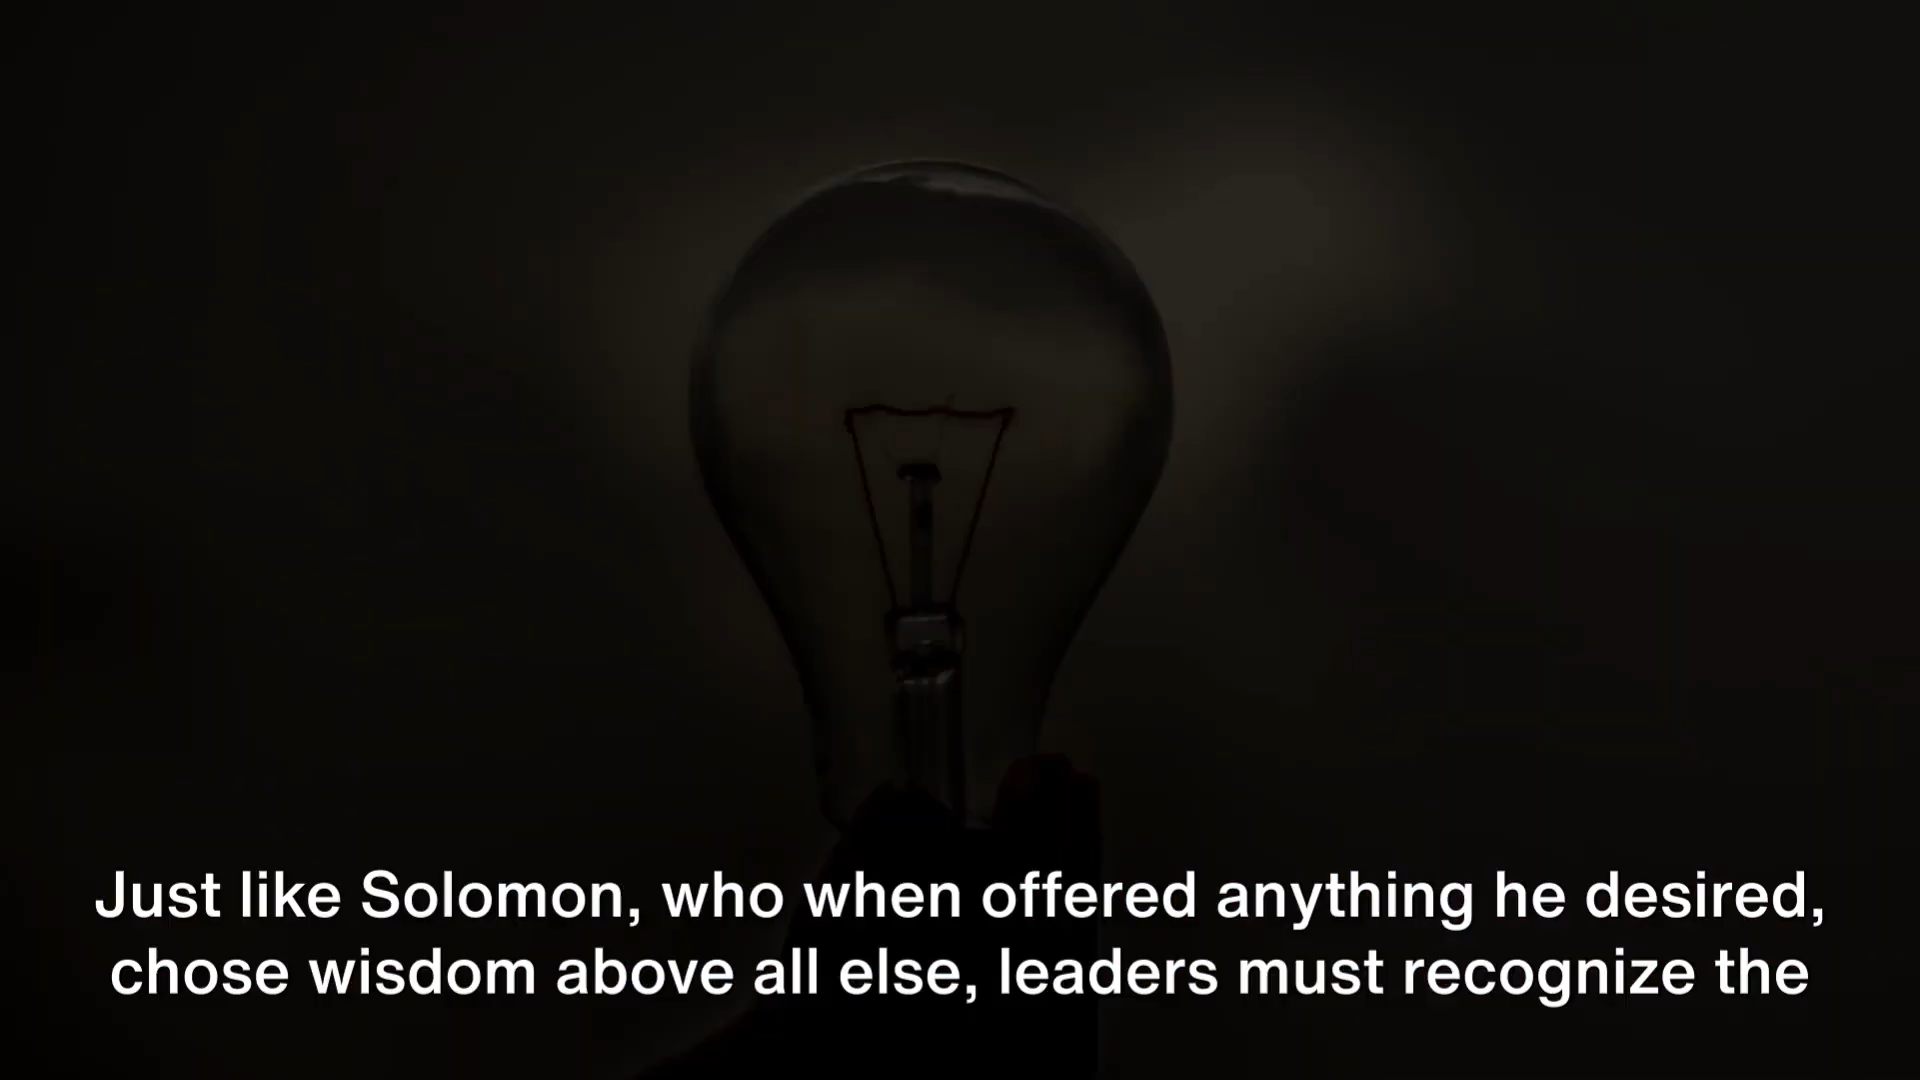 Just like Solomon, who when offered anything he desired,
chose wisdom above all else, leaders must recognize the